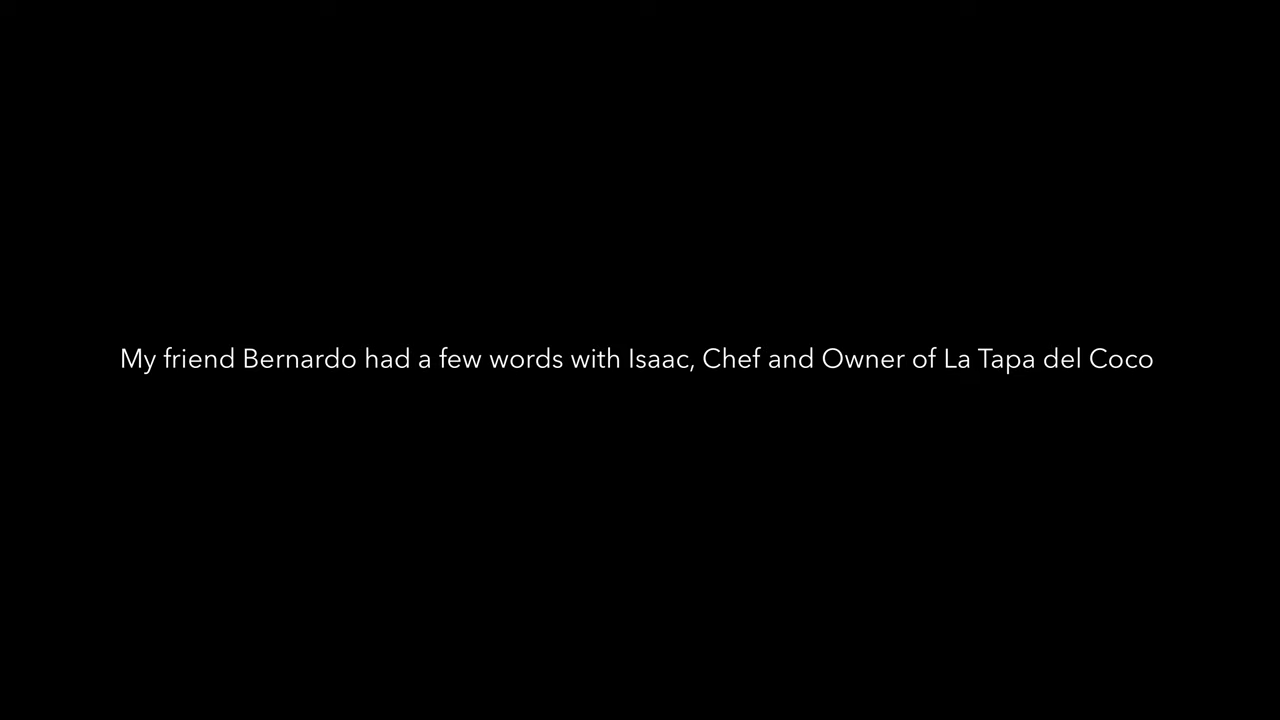 My friend Bernardo had a few words with Isaac, Chef and Owner of La Tapa del Coco